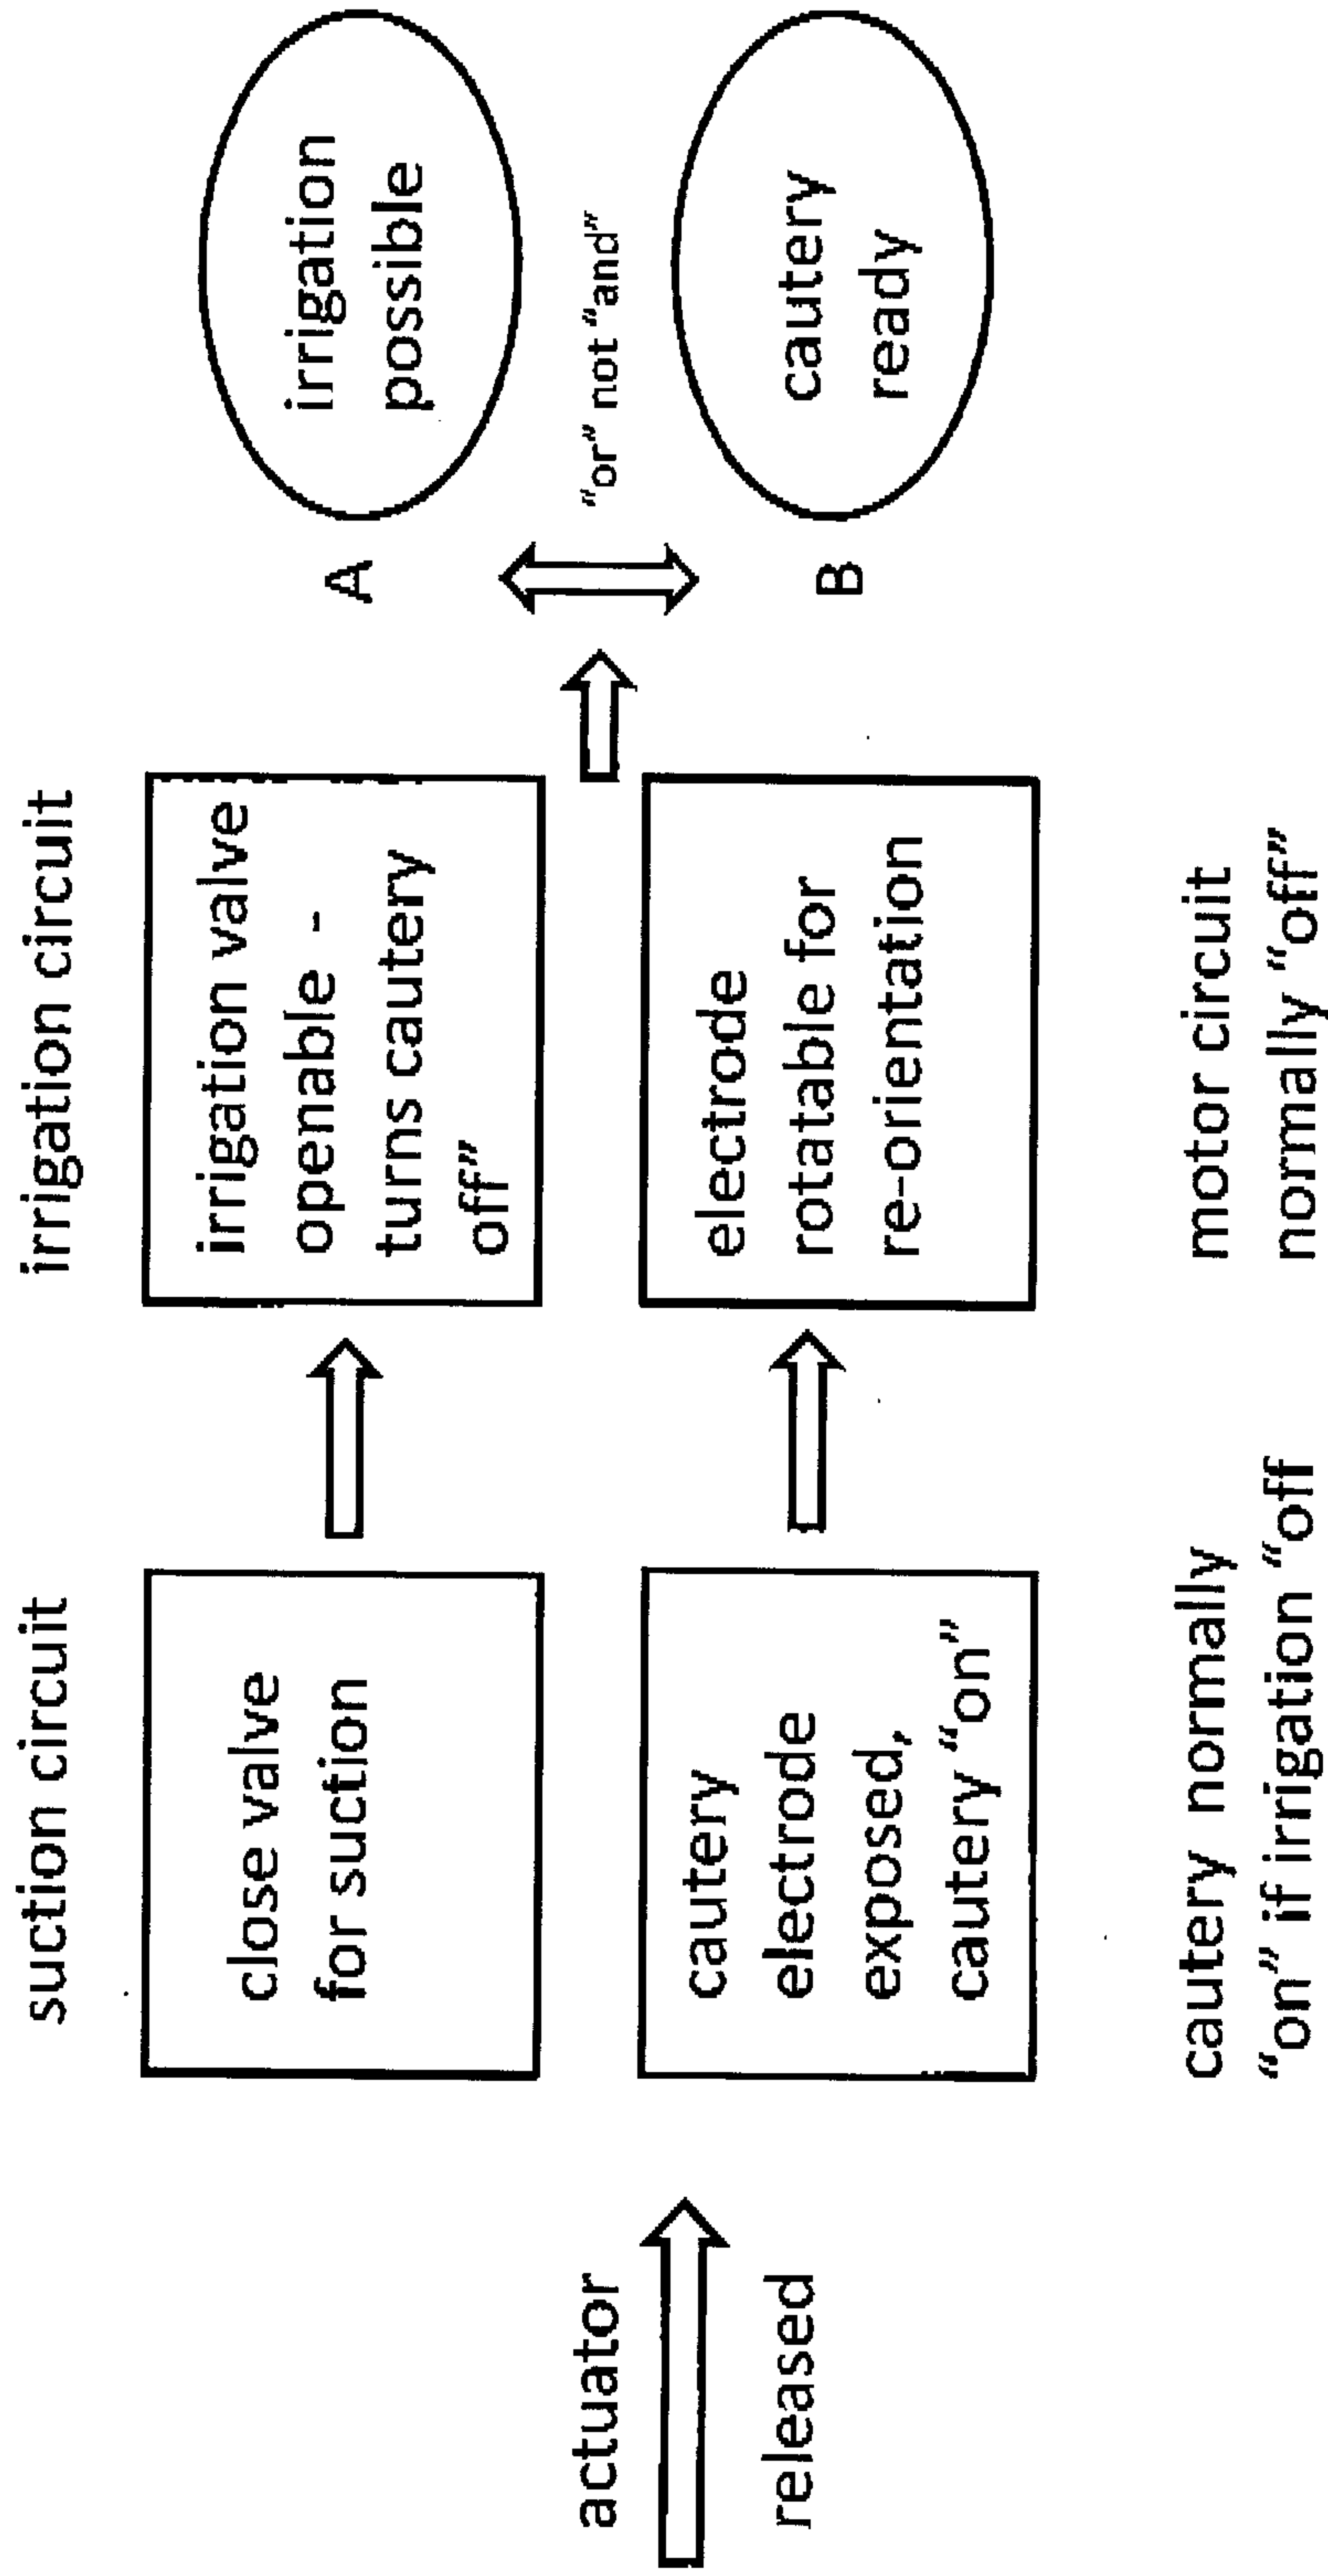 actuator
released
suction circuit
close valve
for suction
cautery
electrode
exposed,
cautery “on”
cautery normally
“on” if irrigation “off
irrigation circuit
irrigation valve
openable -
turns cautery
off”
electrode
rotatable for
re-orientation
motor circuit
normally “off”
A
irrigation
possible
“or” not “and”
B
cautery
ready